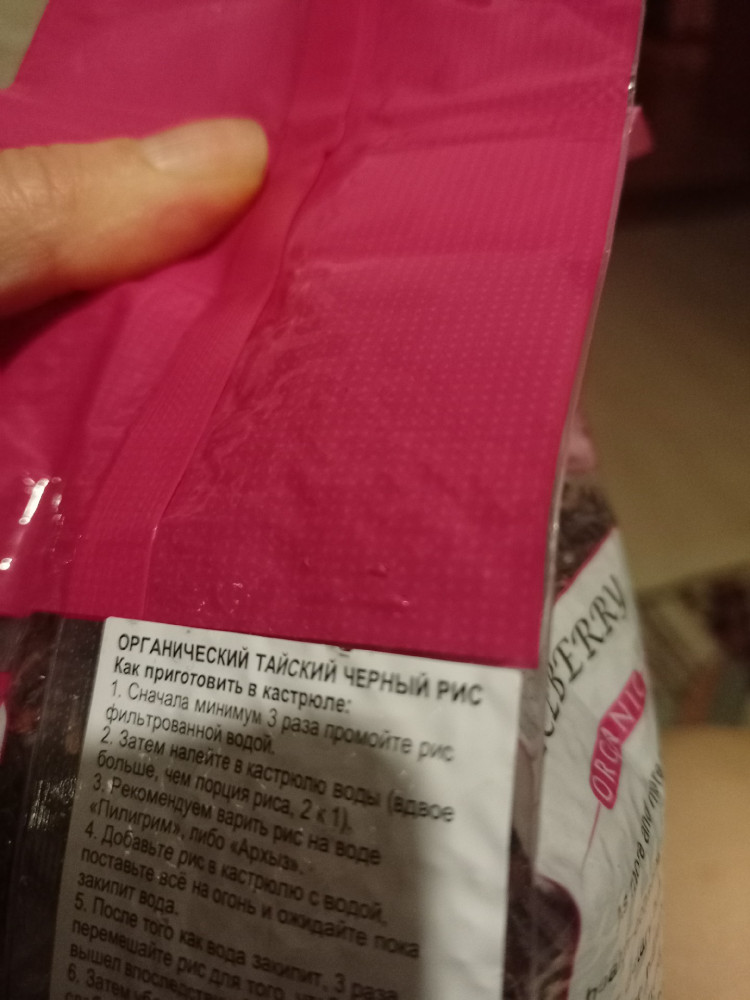 ОРГАНИЧЕСКИЙ ТАЙСКИЙ ЧЕРНЫЙ РИС
Как приготовить в кастрюле:
1. Сначала минимум 3 раза промойте рис
фильтрованной водой.
2. Затем налейте в кастрюлю воды (вдвое
больше, чем порция риса, 2 к 1).
3. Рекомендуем варить рис на воде
«Пилигрим», либо «Архыз».
4. Добавьте рис в кастрюлю с водой,
поставьте всё на огонь и ожидайте пока
закипит вода.
5. После того как вода закипит, 3 раза
перемешайте рис для того,
вышел
6. Затем
ORGANIC